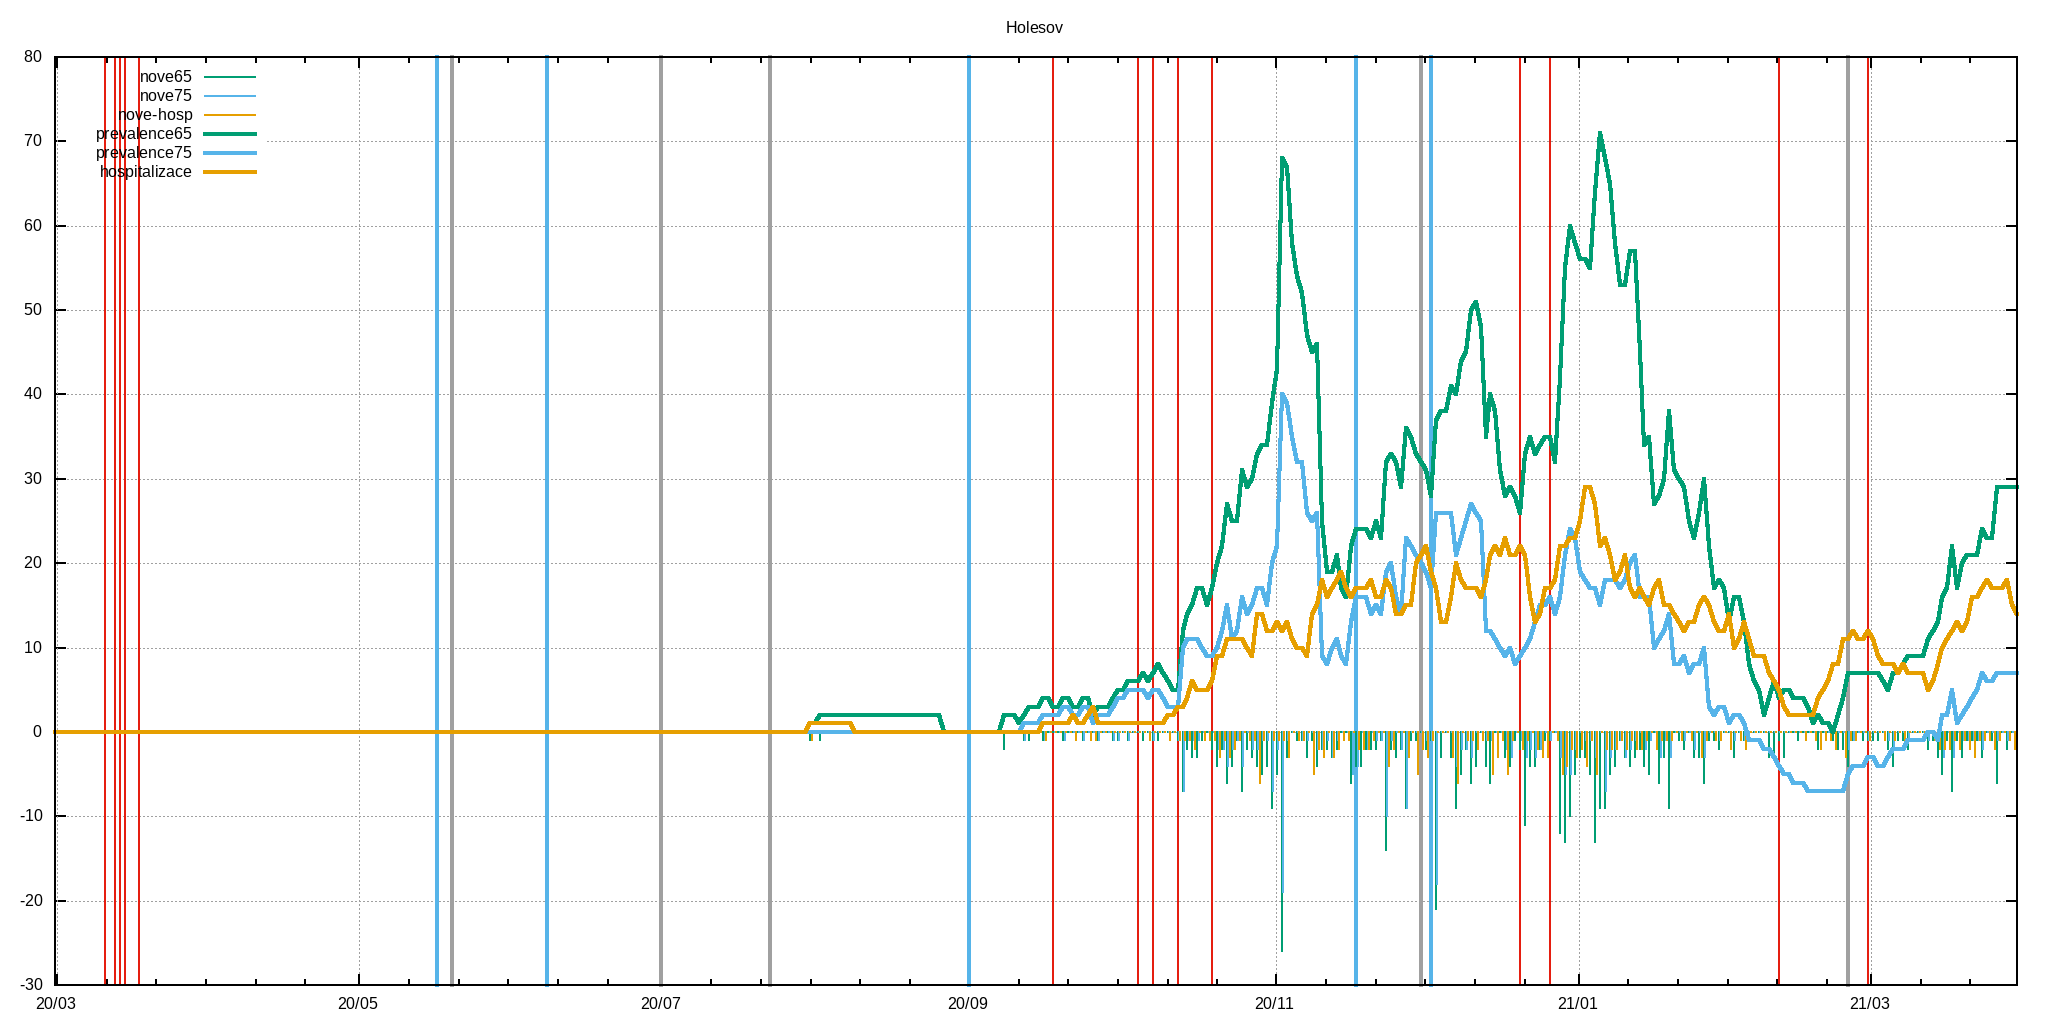 Holesov
80
70
60
50
40
30
20
10
0
-10
-20
-30
nove65
nove75
nove-hosp
prevalence65
prevalence75
hospitalizace
20/03 20/05 20/07 20/09 20/11 21/01 21/03